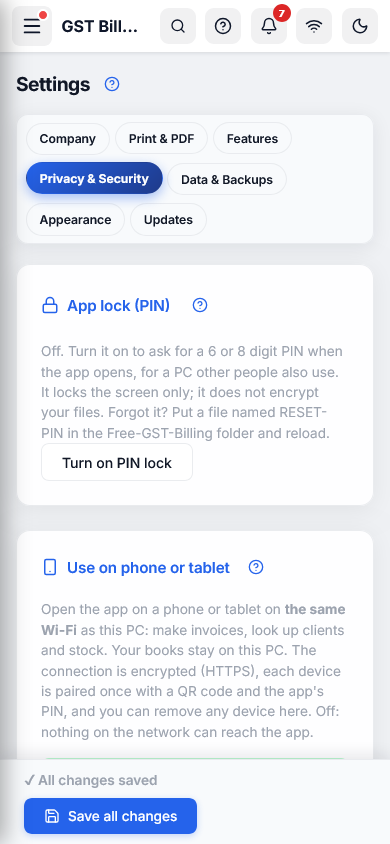 GST Bill...
7
Settings
Company
Print & PDF
Features
Privacy & Security
Data & Backups
Appearance
Updates
App lock (PIN)
Off. Turn it on to ask for a 6 or 8 digit PIN when
the app opens, for a PC other people also use.
It locks the screen only; it does not encrypt
your files. Forgot it? Put a file named RESET-
PIN in the Free-GST-Billing folder and reload.
Turn on PIN lock
Use on phone or tablet
Open the app on a phone or tablet on the same
Wi-Fi as this PC: make invoices, look up clients
and stock. Your books stay on this PC. The
connection is encrypted (HTTPS), each device
is paired once with a QR code and the app's
PIN, and you can remove any device here. Off:
nothing on the network can reach the app.
✓ All changes saved
Save all changes